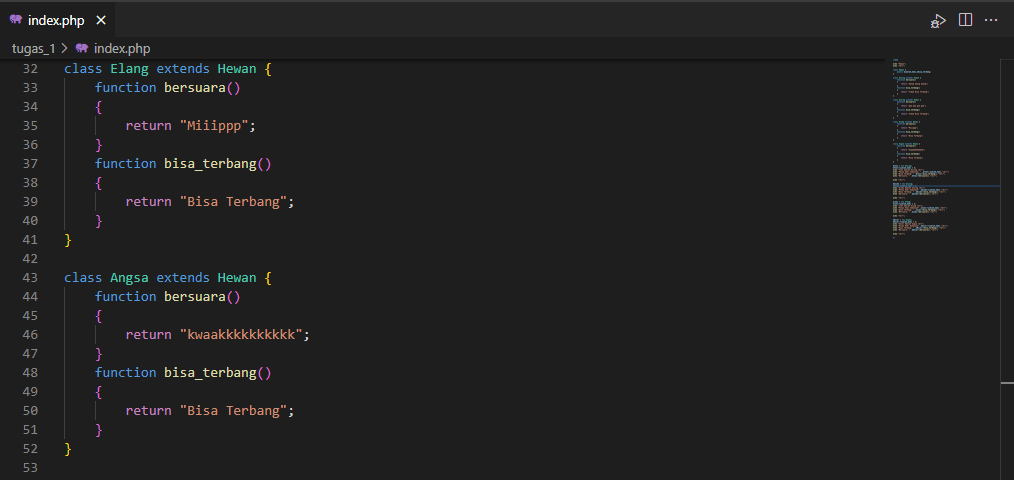 index.php
tugas_1 > index.php
32 class Elang extends Hewan {
33 function bersuara()
34 {
35 return "Miiippp";
36 }
37 function bisa_terbang()
38 {
39 return "Bisa Terbang";
40 }
41 }
42
43 class Angsa extends Hewan {
44 function bersuara()
45 {
46 return "kwaakkkkkkkkkk";
47 }
48 function bisa_terbang()
49 {
50 return "Bisa Terbang";
51 }
52 }
53